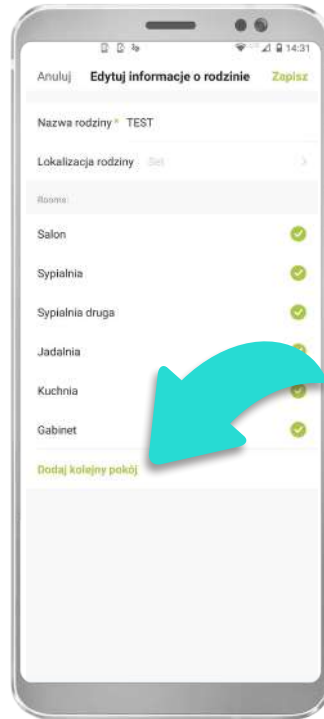 14:31
Anuluj Edytuj informacje o rodzinie Zapisz
Nazwa rodziny* TEST
Lokalizacja rodziny Set
Rooms:
Salon
Sypialnia
Sypialnia druga
Jadalnia
Kuchnia
Gabinet
Dodaj kolejny pokój